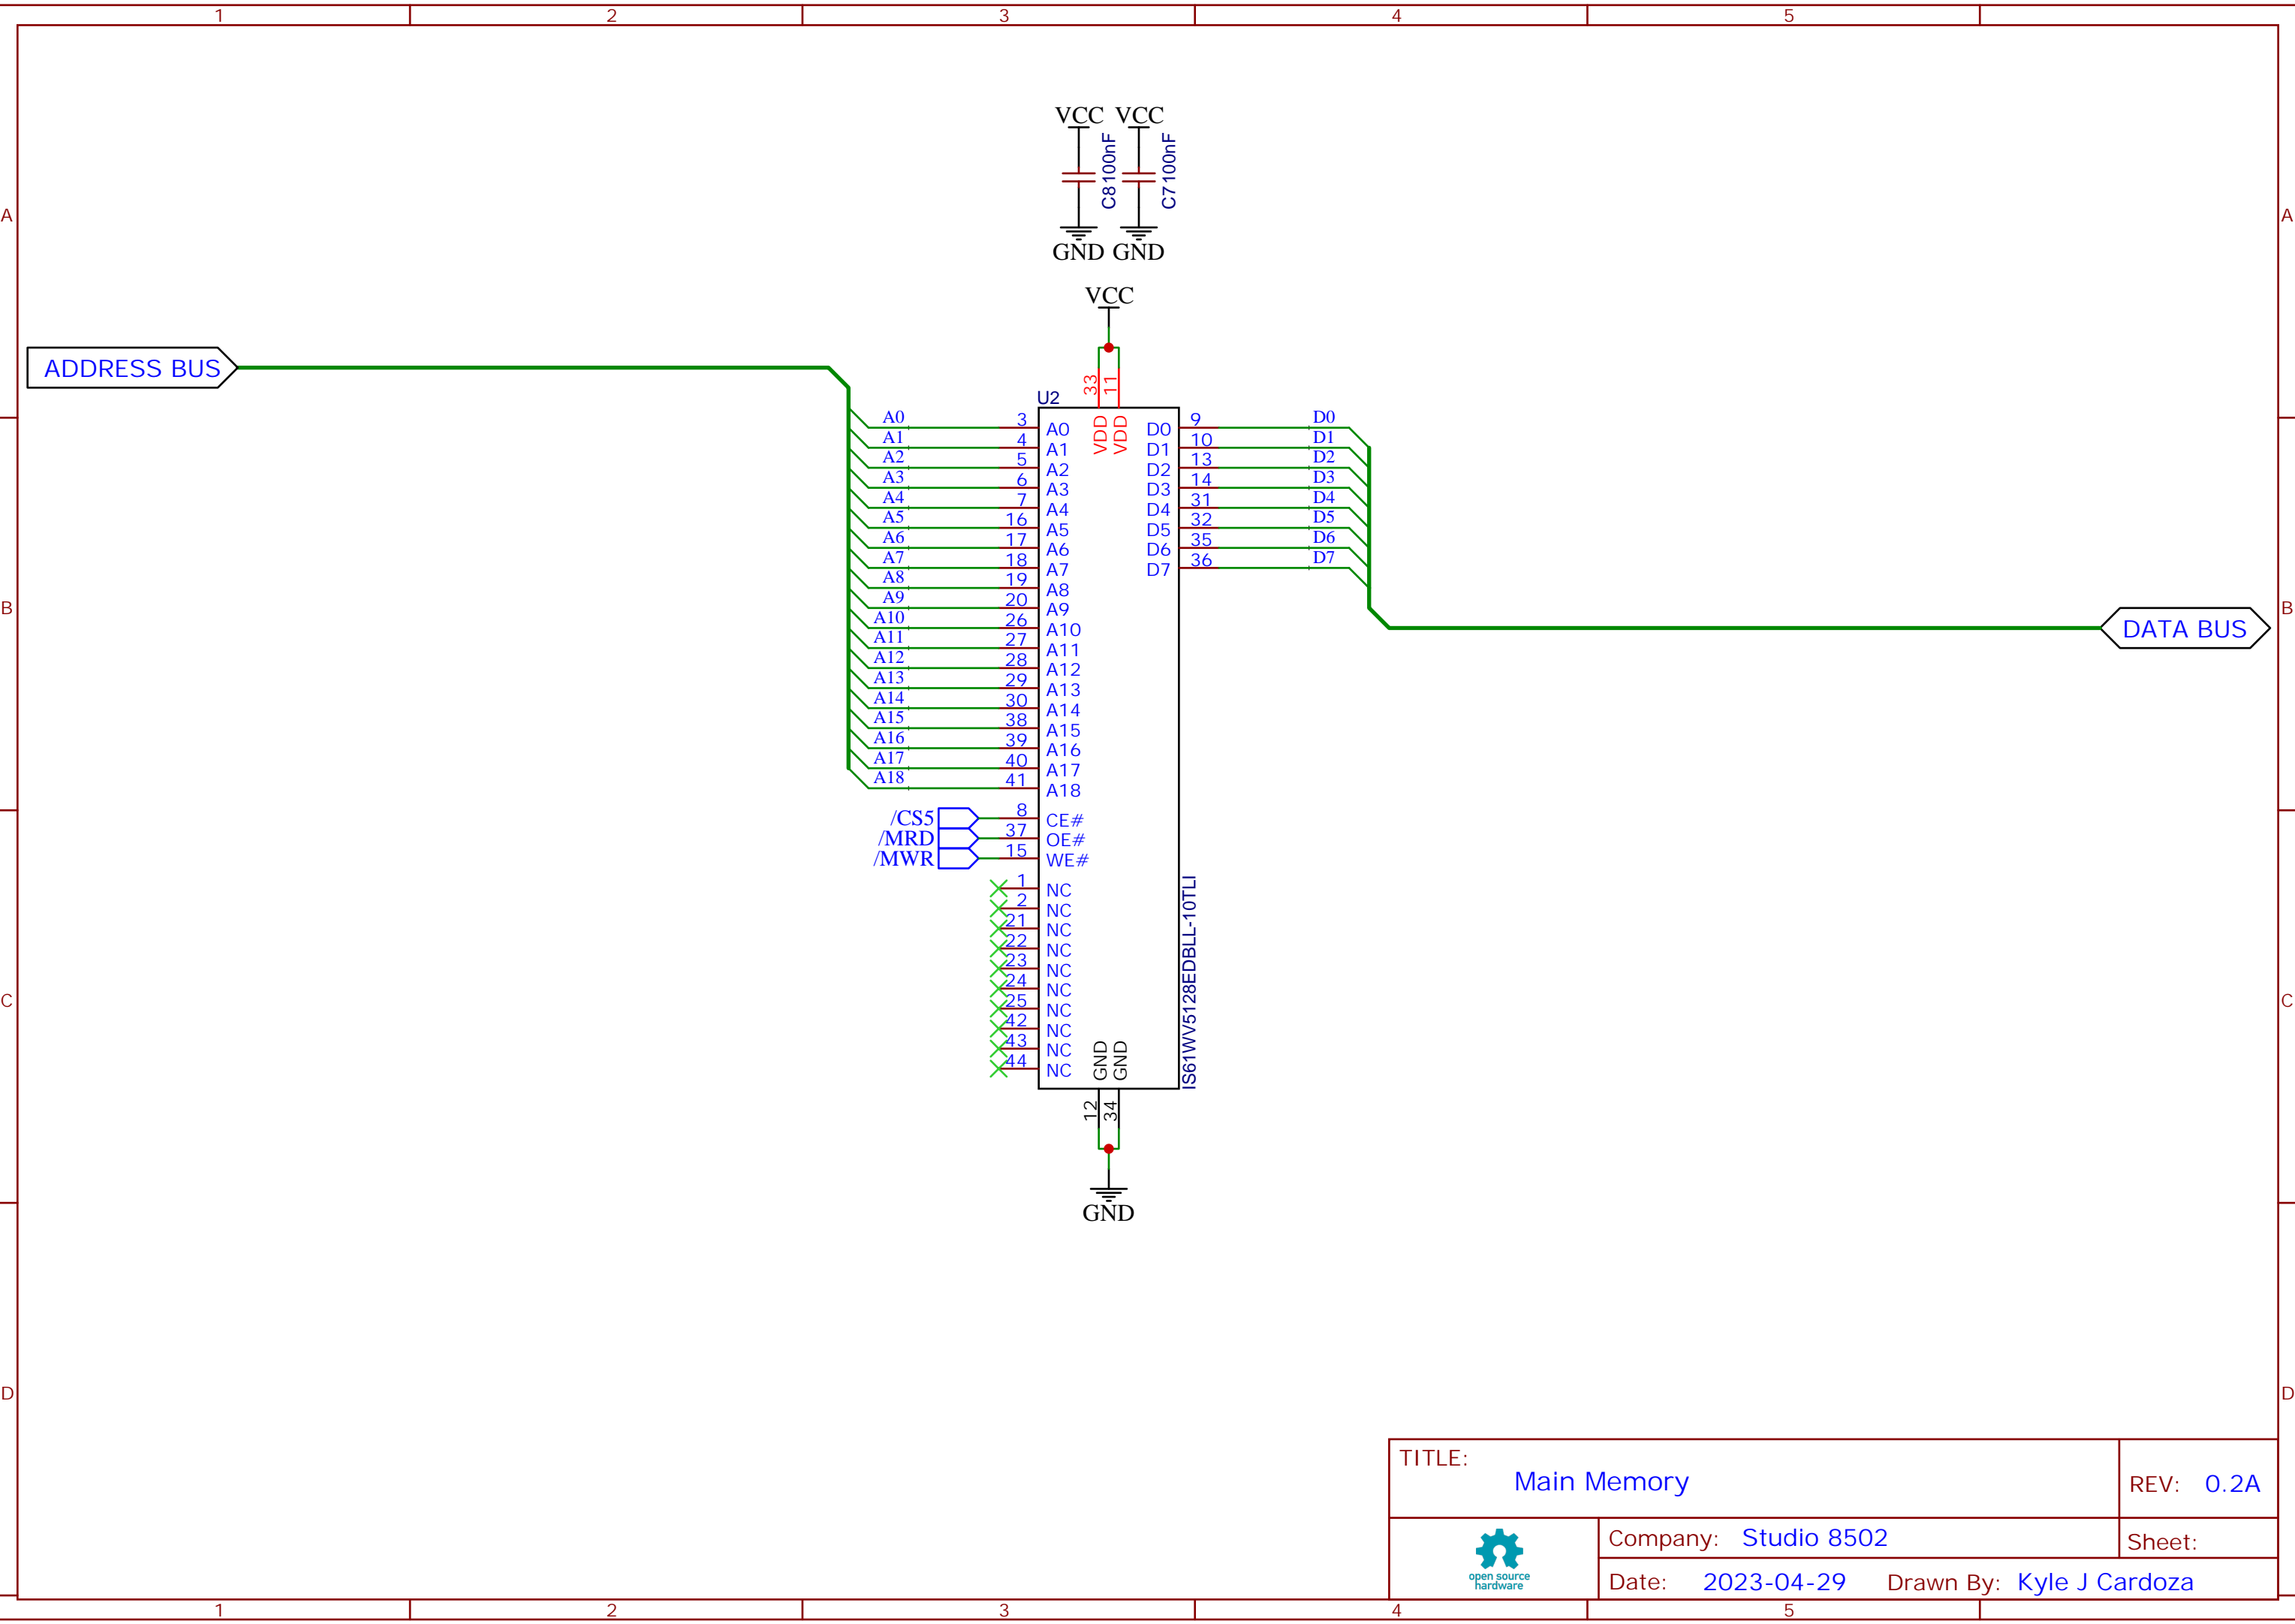 1 2 3 4 5
A A
B B
C C
D D
VCC VCC
C8 100nF
C7 100nF
GND GND
VCC
ADDRESS BUS
33 11
U2
VDD VDD
A0 3 A0 D0 9 D0
A1 4 A1 D1 10 D1
A2 5 A2 D2 13 D2
A3 6 A3 D3 14 D3
A4 7 A4 D4 31 D4
A5 16 A5 D5 32 D5
A6 17 A6 D6 35 D6
A7 18 A7 D7 36 D7
A8 19 A8
A9 20 A9
A10 26 A10
DATA BUS
A11 27 A11
A12 28 A12
A13 29 A13
A14 30 A14
A15 38 A15
A16 39 A16
A17 40 A17
A18 41 A18
/CS5 8 CE#
/MRD 37 OE#
/MWR 15 WE#
1 NC
2 NC
21 NC
22 NC
23 NC
24 NC
25 NC
42 NC
43 NC
44 NC
IS61WV5128EDBLL-10TLI
GND GND
12 34
GND
TITLE:
Main Memory
REV: 0.2A
open source
hardware
Company: Studio 8502
Sheet:
Date: 2023-04-29 Drawn By: Kyle J Cardoza
1 2 3 4 5